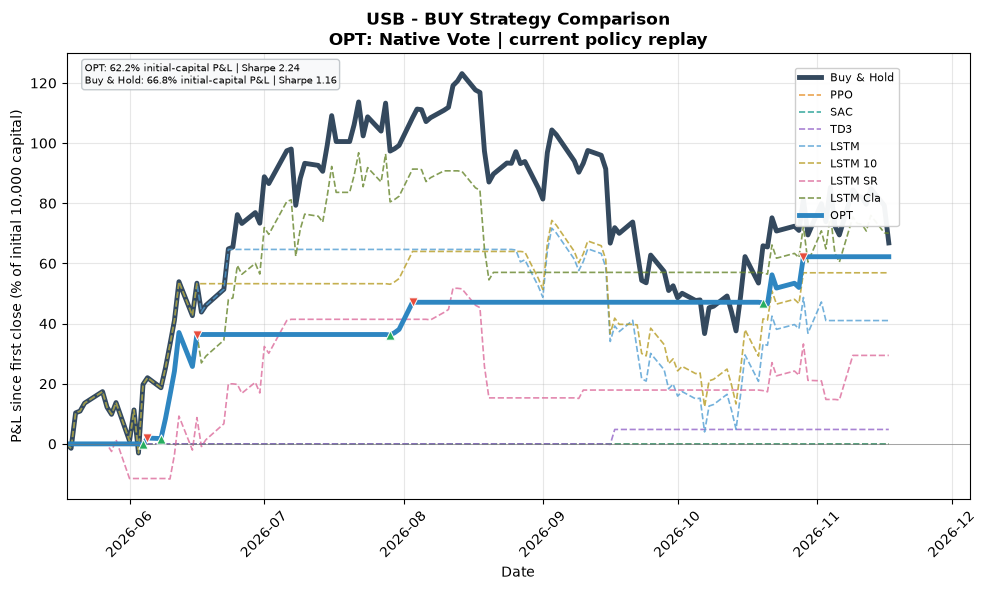 USB - BUY Strategy Comparison
OPT: Native Vote | current policy replay
OPT: 62.2% initial-capital P&L | Sharpe 2.24
Buy & Hold: 66.8% initial-capital P&L | Sharpe 1.16
Buy & Hold
PPO
SAC
TD3
LSTM
LSTM 10
LSTM SR
LSTM Cla
OPT
P&L since first close (% of initial 10,000 capital)
120
100
80
60
40
20
0
2026-06
2026-07
2026-08
2026-09
2026-10
2026-11
2026-12
Date